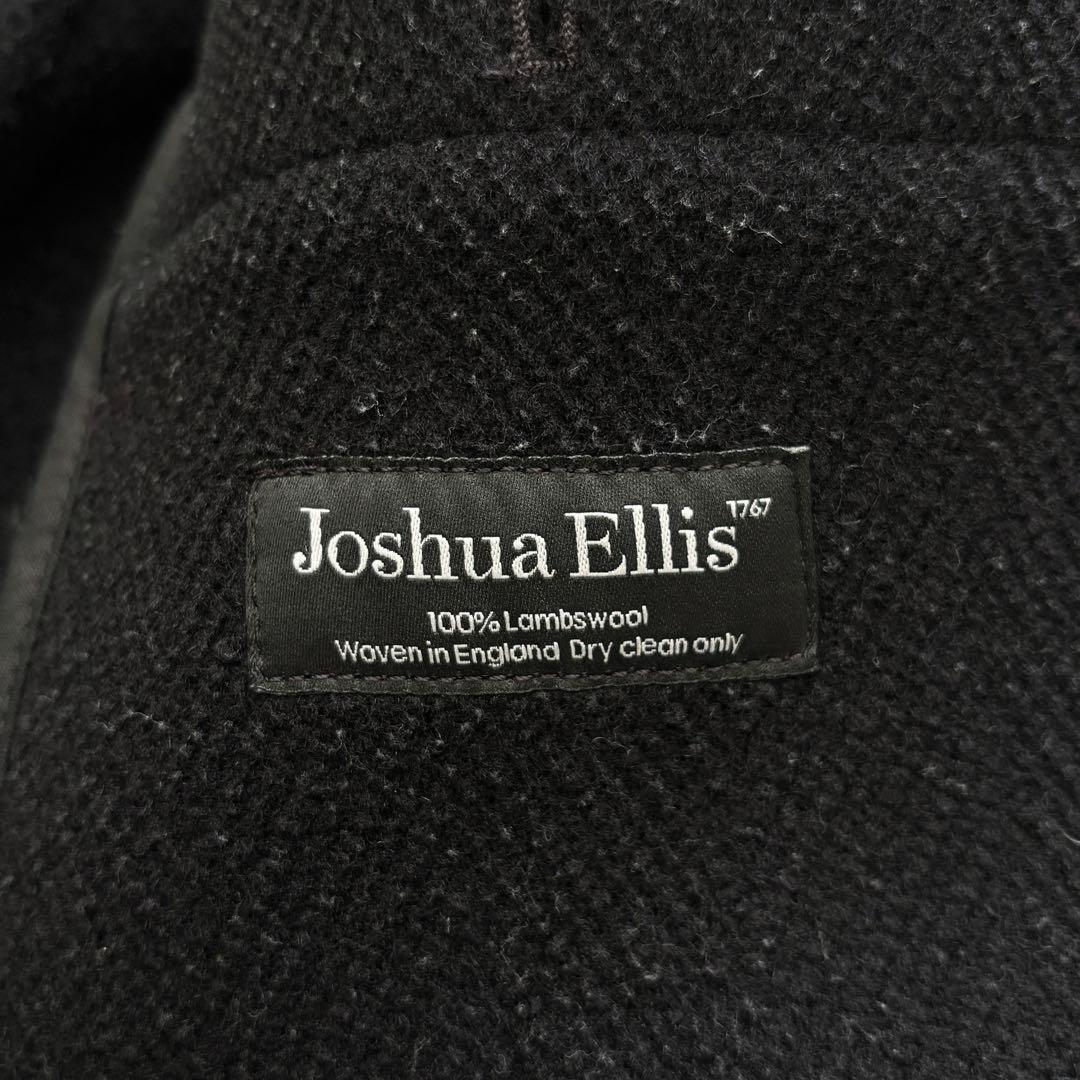 Joshua Ellis 1767
100% Lambswool
Woven in England Dry clean only